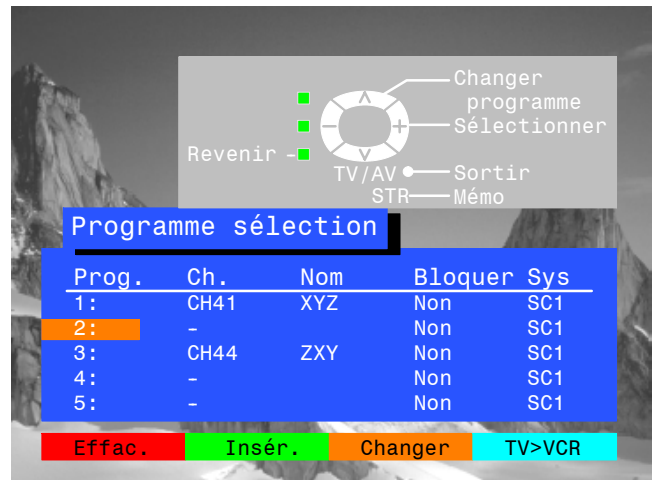 Changer
programme
Sélectionner
Revenir
TV/AV Sortir
STR Mémo
Programme sélection
Prog. Ch. Nom Bloquer Sys
1: CH41 XYZ Non SC1
2: - Non SC1
3: CH44 ZXY Non SC1
4: - Non SC1
5: - Non SC1
Effac. Insér. Changer TV>VCR